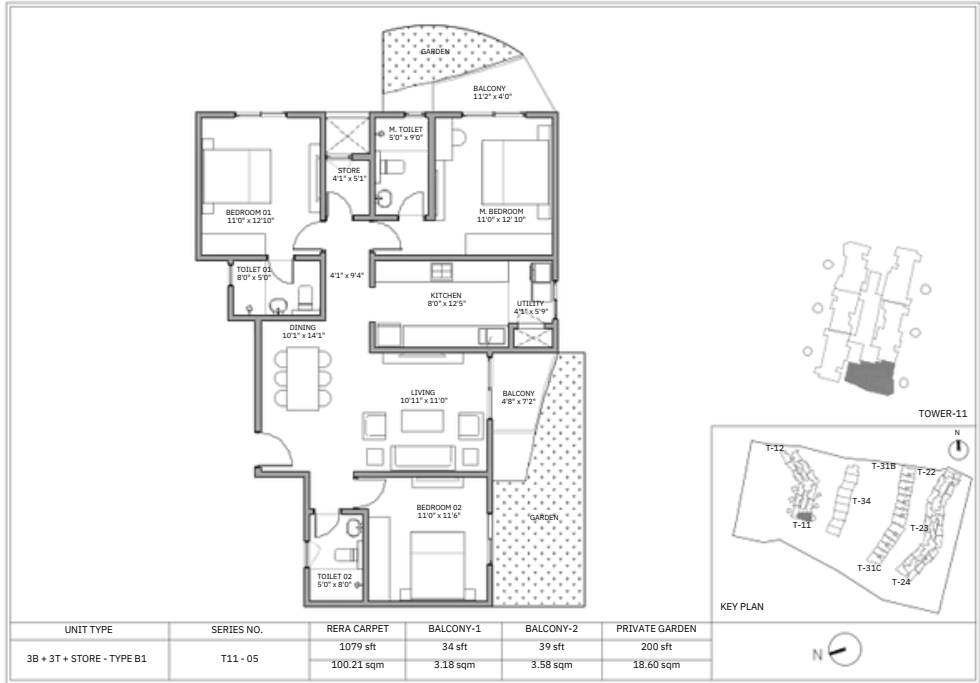 GARDEN
BALCONY
11'2" x 4'0"
M. TOILET
5'0" x 9'0"
STORE
4'1" x 5'1"
BEDROOM 01
11'0" x 12'10"
M. BEDROOM
11'0" x 12' 10"
TOILET 01
8'0" x 5'0"
4'1" x 9'4"
KITCHEN
8'0" x 12'5"
UTILITY
4'1" x 5'9"
DINING
10'1" x 14'1"
LIVING
10'11" x 11'0"
BALCONY
4'8" x 7'2"
BEDROOM 02
11'0" x 11'6"
GARDEN
TOILET 02
5'0" x 8'0"
TOWER-11
N
T-12
T-31B
T-22
T-34
T-11
T-23
T-31C
T-24
KEY PLAN
UNIT TYPE SERIES NO. RERA CARPET BALCONY-1 BALCONY-2 PRIVATE GARDEN
3B + 3T + STORE - TYPE B1 T11 - 05 1079 sft 34 sft 39 sft 200 sft
100.21 sqm 3.18 sqm 3.58 sqm 18.60 sqm
N